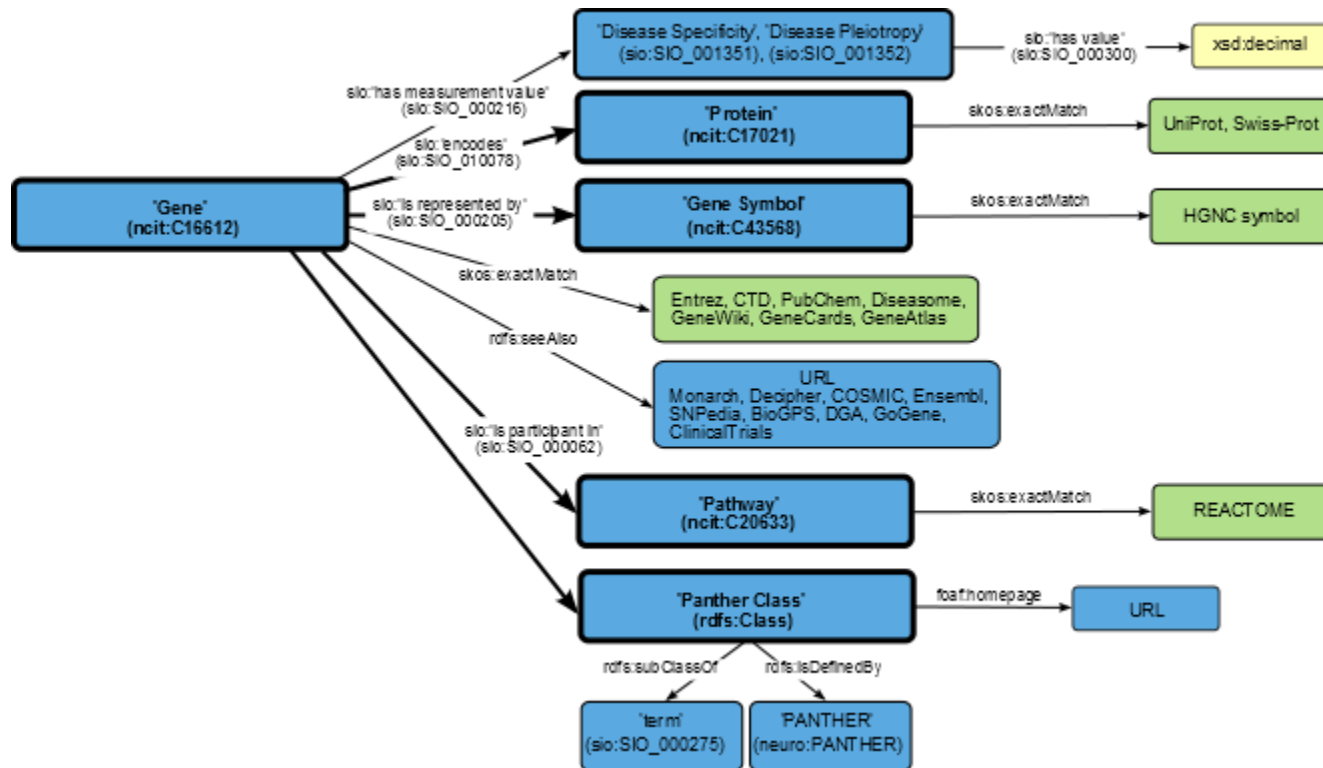 'Disease Specificity', 'Disease Pleiotropy'
(sio:SIO_001351), (sio:SIO_001352)
sio:"has value"
(sio:SIO_000300)
xsd:decimal
sio:"has measurement value"
(sio:SIO_000216)
"Protein"
(ncit:C17021)
skos:exactMatch
UniProt, Swiss-Prot
sio:'encodes"
(sio:SIO_010078)
"Gene"
(ncit:C16612)
sio:"is represented by"
(sio:SIO_000205)
"Gene Symbol"
(ncit:C43568)
skos:exactMatch
HGNC symbol
skos:exactMatch
Entrez, CTD, PubChem, Diseasome,
GeneWiki, GeneCards, GeneAtlas
rdfs:seeAlso
URL
Monarch, Decipher, COSMIC, Ensembl,
SNPedia, BioGPS, DGA, GoGene,
ClinicalTrials
sio:"is participant in"
(sio:SIO_000062)
"Pathway"
(ncit:C20633)
skos:exactMatch
REACTOME
"Panther Class"
(rdfs:Class)
foaf:homepage
URL
rdfs:subClassOf
rdfs:isDefinedBy
"term"
(sio:SIO_000275)
'PANTHER"
(neuro:PANTHER)